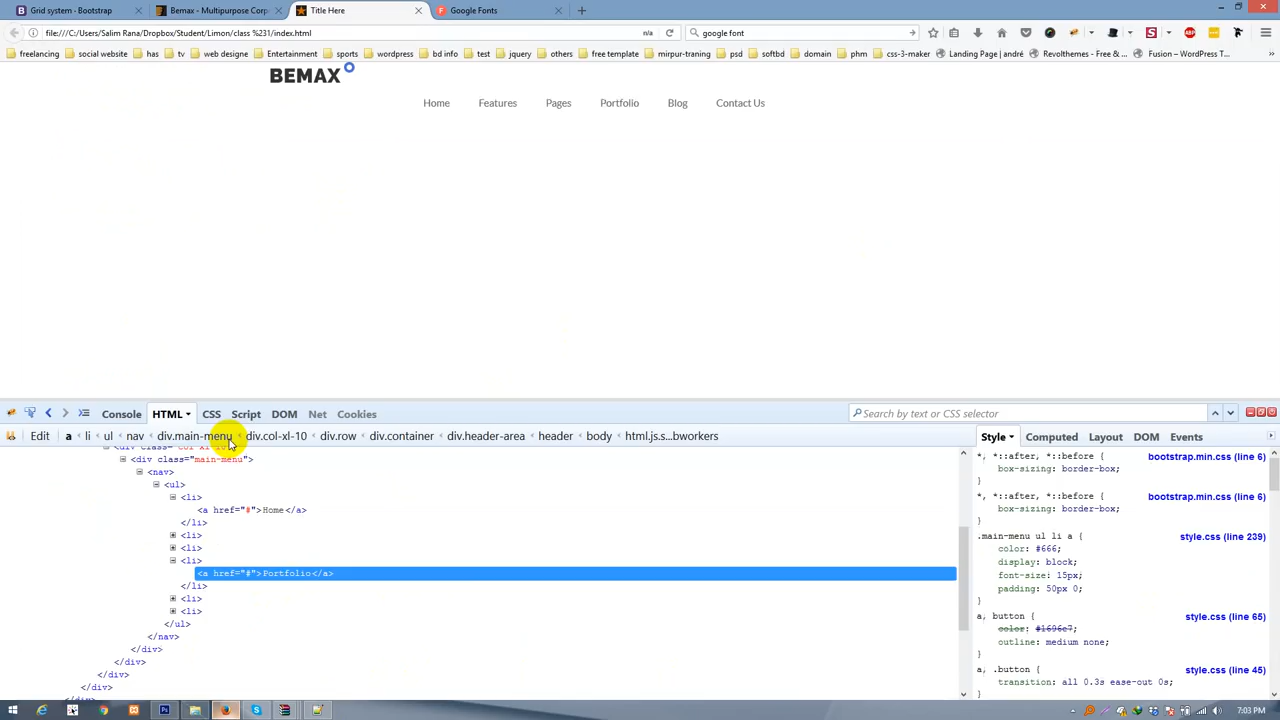 Grid system - Bootstrap
Bemax - Multipurpose Corp
Title Here
Google Fonts
file:///C:/Users/Salim Rana/Dropbox/Student/Limon/class %231/index.html
google font
freelancing social website has tv web designe Entertainment sports wordpress bd info test jquery others free template mirpur-traning psd softbd domain phm css-3-maker Landing Page | andré Revolthemes - Free &... Fusion – WordPress T...
BEMAX
Home Features Pages Portfolio Blog Contact Us
Console HTML CSS Script DOM Net Cookies
Search by text or CSS selector
Edit a li ul nav div.main-menu div.col-xl-10 div.row div.container div.header-area header body html.js.s...bworkers
Style Computed Layout DOM Events
<div class="main-menu">
<nav>
<ul>
<li>
<a href="#">Home</a>
</li>
<li>
<li>
<li>
<a href="#">Portfolio</a>
</li>
<li>
<li>
</ul>
</nav>
</div>
</div>
</div>
</div>
*, *::after, *::before { bootstrap.min.css (line 6)
box-sizing: border-box;
}
*, *::after, *::before { bootstrap.min.css (line 6)
box-sizing: border-box;
}
.main-menu ul li a { style.css (line 239)
color: #666;
display: block;
font-size: 15px;
padding: 50px 0;
}
a, button { style.css (line 65)
color: #1696e7;
outline: medium none;
}
a, .button { style.css (line 45)
transition: all 0.3s ease-out 0s;
7:03 PM